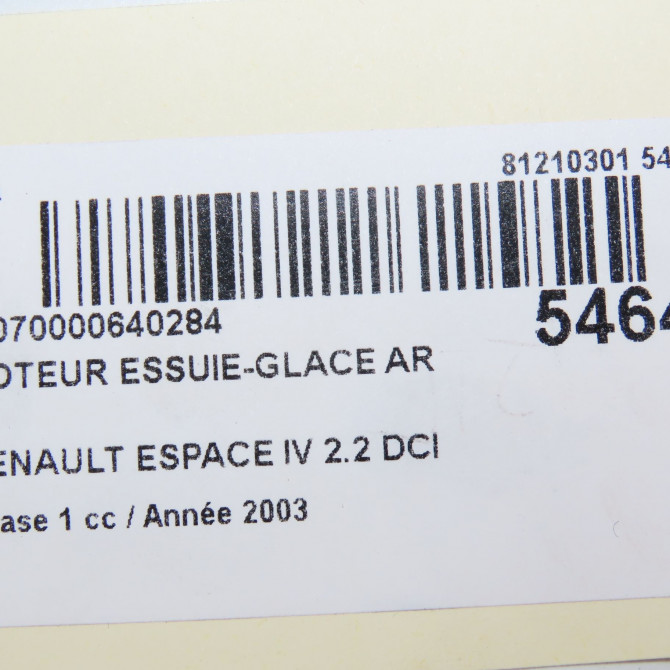 81210301 54
070000640284
5464
OTEUR ESSUIE-GLACE AR
ENAULT ESPACE IV 2.2 DCI
ase 1 cc / Année 2003